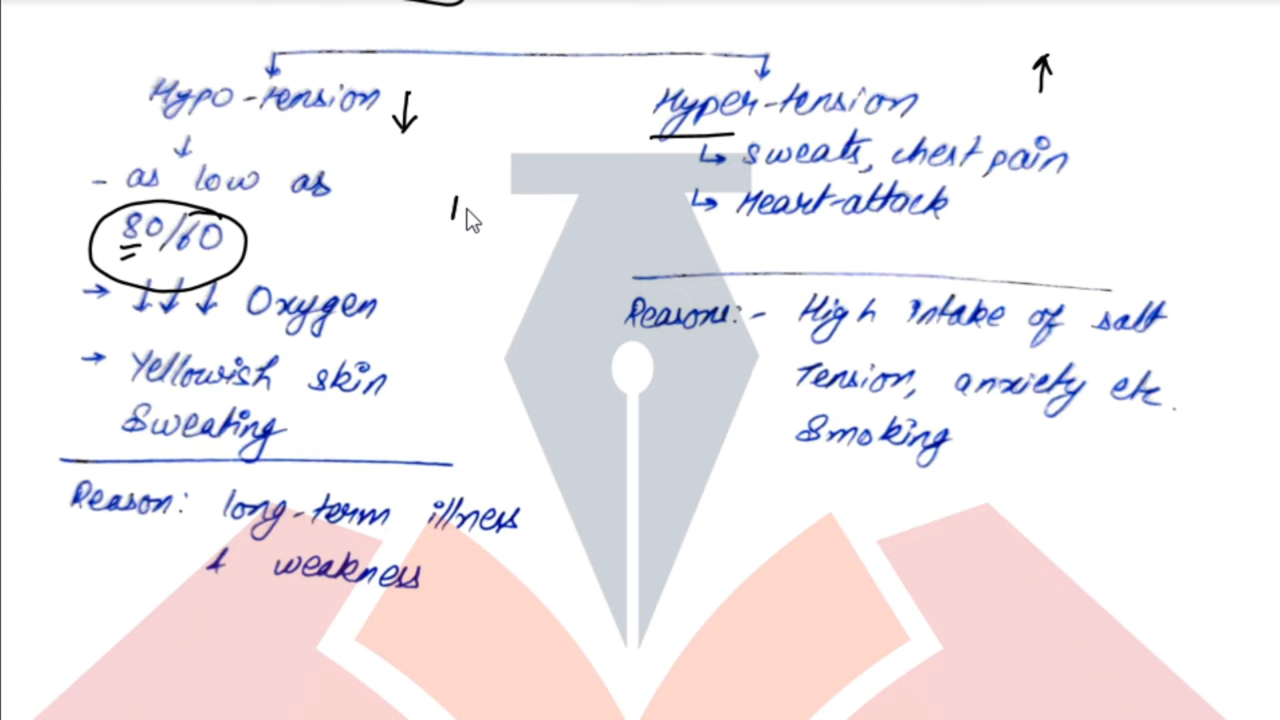 Hypo-tension ↓
↓
- as low as
80/60
→ ↓↓↓ Oxygen
→ Yellowish skin
Sweating
Reason: long-term illness
& weakness
Hyper-tension ↑
↳ Sweats, chest pain
↳ Heart-attack
Reasons:- High intake of salt
Tension, anxiety etc.
Smoking